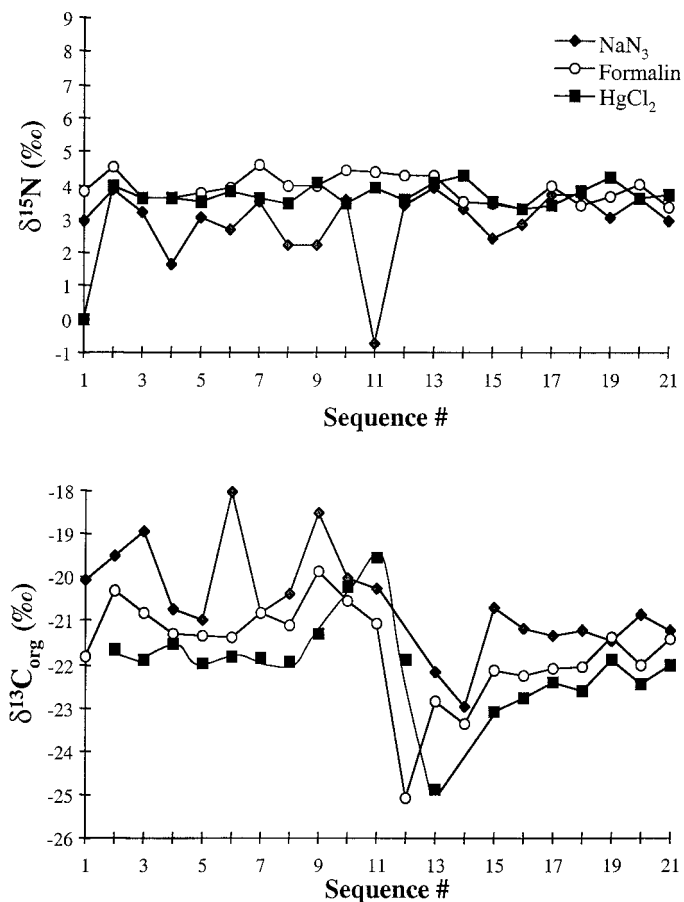 9
8
7
6
5
4
3
2
1
0
-1
δ¹⁵N (‰)
NaN₃
Formalin
HgCl₂
1 3 5 7 9 11 13 15 17 19 21
Sequence #
-18
-19
-20
-21
-22
-23
-24
-25
-26
δ¹³C_org (‰)
1 3 5 7 9 11 13 15 17 19 21
Sequence #